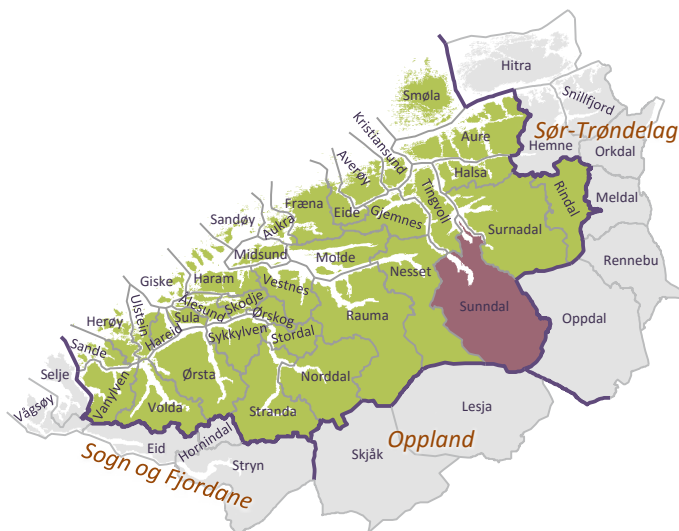 Hitra
Smøla
Snillfjord
Sør-Trøndelag
Kristiansund
Aure
Hemne
Orkdal
Averøy
Halsa
Tingvoll
Rindal
Meldal
Fræna
Eide
Gjemnes
Sandøy
Aukra
Surnadal
Midsund
Molde
Rennebu
Nesset
Giske
Haram
Vestnes
Sunndal
Oppdal
Ulstein
Ålesund
Skodje
Sula
Ørskog
Rauma
Herøy
Hareid
Sykkylven
Stordal
Sande
Selje
Ørsta
Norddal
Vanylven
Volda
Stranda
Lesja
Vågsøy
Hornindal
Oppland
Eid
Skjåk
Stryn
Sogn og Fjordane